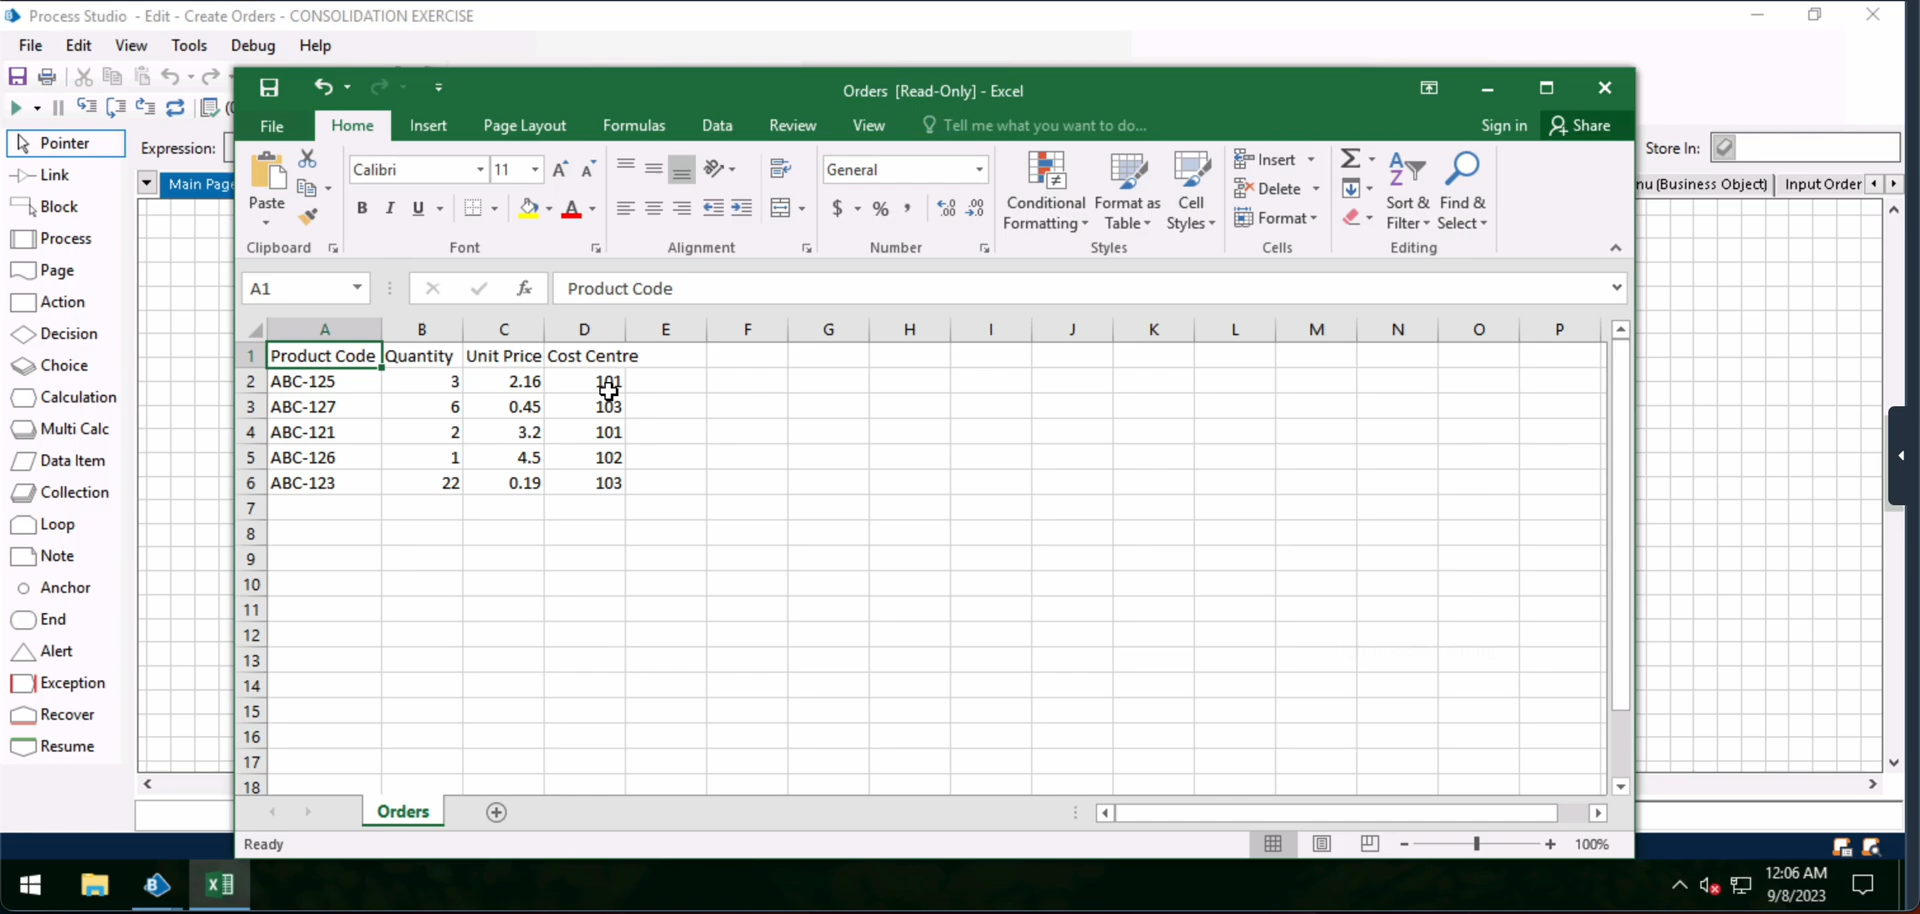 Process Studio - Edit - Create Orders - CONSOLIDATION EXERCISE
File Edit View Tools Debug Help
Orders [Read-Only] - Excel
File Home Insert Page Layout Formulas Data Review View Tell me what you want to do... Sign in Share
Pointer
Link
Block
Process
Page
Action
Decision
Choice
Calculation
Multi Calc
Data Item
Collection
Loop
Note
Anchor
End
Alert
Exception
Recover
Resume
Expression:
Store In:
Main Page
nu (Business Object) Input Order
Paste
Clipboard
Calibri 11
B I U
Font
Alignment
General
$ % ,
Number
Conditional Formatting
Format as Table
Cell Styles
Styles
Insert
Delete
Format
Cells
Sort & Filter
Find & Select
Editing
A1 fx Product Code
A B C D E F G H I J K L M N O P
1 Product Code Quantity Unit Price Cost Centre
2 ABC-125 3 2.16 101
3 ABC-127 6 0.45 103
4 ABC-121 2 3.2 101
5 ABC-126 1 4.5 102
6 ABC-123 22 0.19 103
7
8
9
10
11
12
13
14
15
16
17
18
Orders
Ready 100%
12:06 AM
9/8/2023